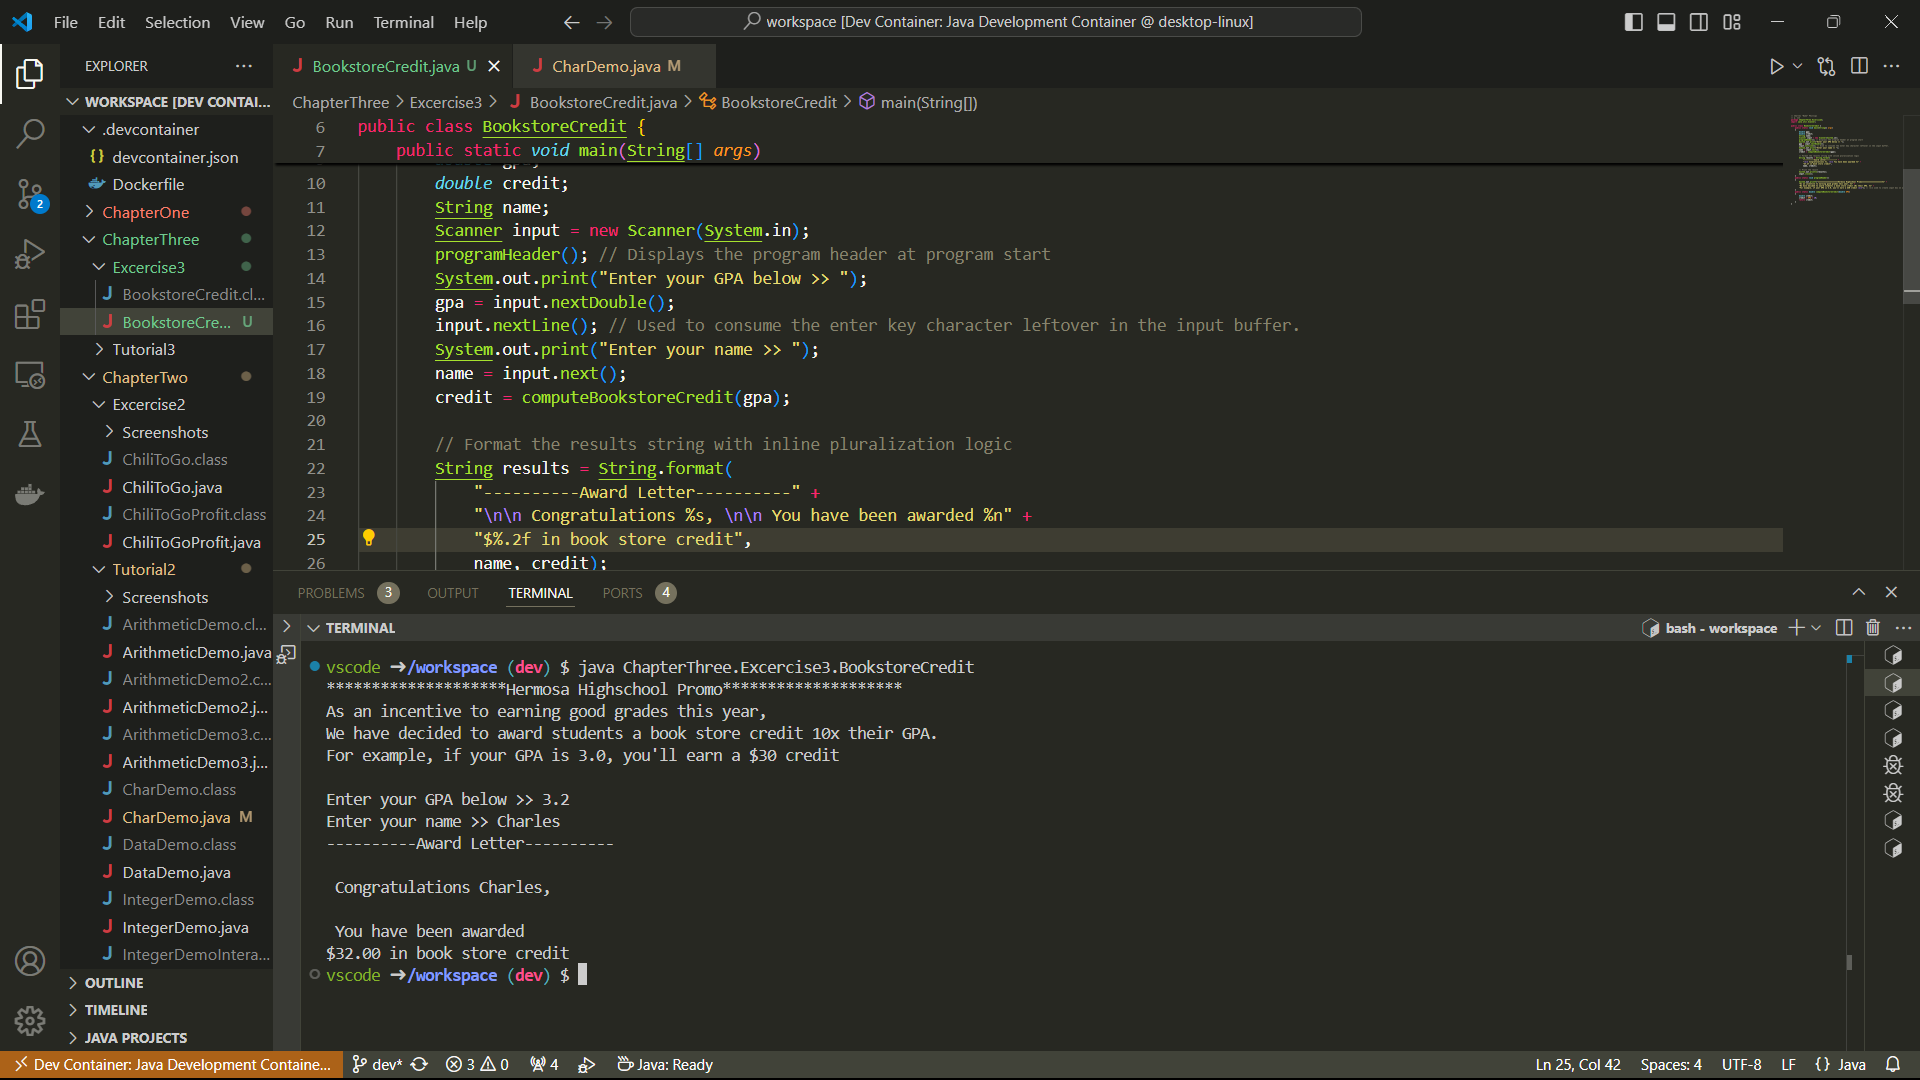 File Edit Selection View Go Run Terminal Help
workspace [Dev Container: Java Development Container @ desktop-linux]
EXPLORER
WORKSPACE [DEV CONTAI...
.devcontainer
devcontainer.json
Dockerfile
ChapterOne
ChapterThree
Excercise3
BookstoreCredit.cl...
BookstoreCre... U
Tutorial3
ChapterTwo
Excercise2
Screenshots
ChiliToGo.class
ChiliToGo.java
ChiliToGoProfit.class
ChiliToGoProfit.java
Tutorial2
Screenshots
ArithmeticDemo.cl...
ArithmeticDemo.java
ArithmeticDemo2.c...
ArithmeticDemo2.j...
ArithmeticDemo3.c...
ArithmeticDemo3.j...
CharDemo.class
CharDemo.java M
DataDemo.class
DataDemo.java
IntegerDemo.class
IntegerDemo.java
IntegerDemoIntera...
OUTLINE
TIMELINE
JAVA PROJECTS
2
BookstoreCredit.java U
CharDemo.java M
ChapterThree > Excercise3 > BookstoreCredit.java > BookstoreCredit > main(String[])
6 public class BookstoreCredit {
7 public static void main(String[] args)
10 double credit;
11 String name;
12 Scanner input = new Scanner(System.in);
13 programHeader(); // Displays the program header at program start
14 System.out.print("Enter your GPA below >> ");
15 gpa = input.nextDouble();
16 input.nextLine(); // Used to consume the enter key character leftover in the input buffer.
17 System.out.print("Enter your name >> ");
18 name = input.next();
19 credit = computeBookstoreCredit(gpa);
20
21 // Format the results string with inline pluralization logic
22 String results = String.format(
23 "----------Award Letter----------" +
24 "\n\n Congratulations %s, \n\n You have been awarded %n" +
25 "$%.2f in book store credit",
26 name, credit);
PROBLEMS 3 OUTPUT TERMINAL PORTS 4
TERMINAL
bash - workspace
vscode ➜/workspace (dev) $ java ChapterThree.Excercise3.BookstoreCredit
********************Hermosa Highschool Promo********************
As an incentive to earning good grades this year,
We have decided to award students a book store credit 10x their GPA.
For example, if your GPA is 3.0, you'll earn a $30 credit
Enter your GPA below >> 3.2
Enter your name >> Charles
----------Award Letter----------
Congratulations Charles,
You have been awarded
$32.00 in book store credit
vscode ➜/workspace (dev) $
Dev Container: Java Development Containe... dev* 3 0 4 Java: Ready
Ln 25, Col 42 Spaces: 4 UTF-8 LF {} Java